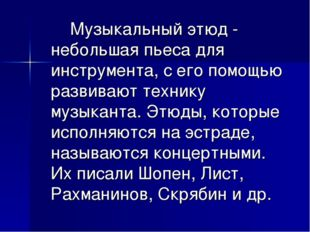 Музыкальный этюд -
небольшая пьеса для
инструмента, с его помощью
развивают технику
музыканта. Этюды, которые
исполняются на эстраде,
называются концертными.
Их писали Шопен, Лист,
Рахманинов, Скрябин и др.